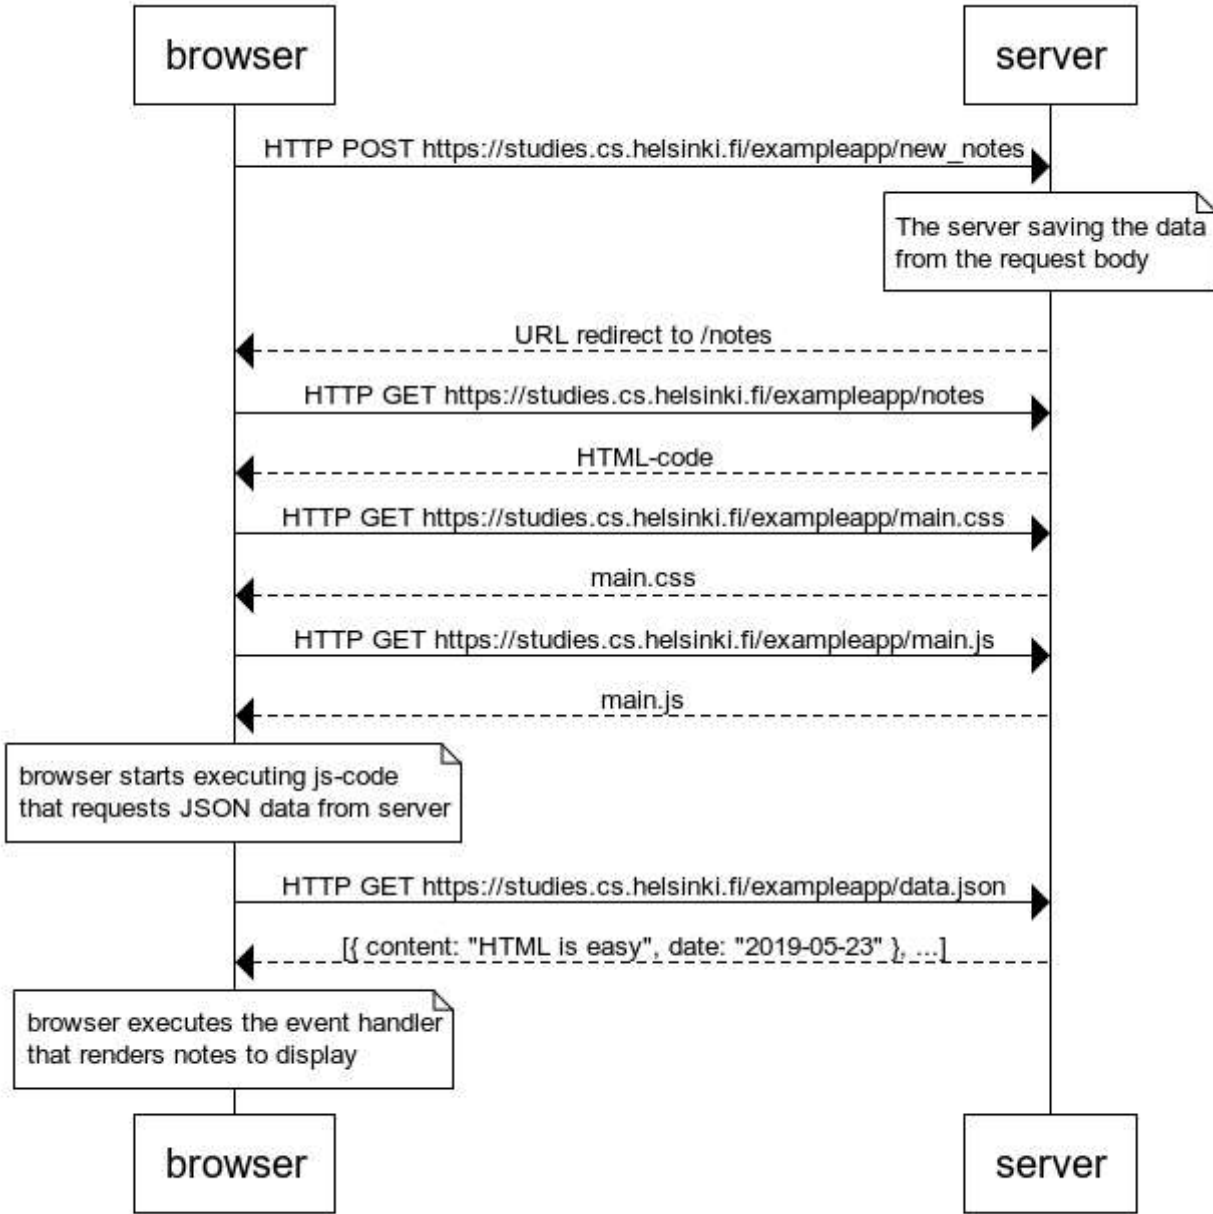 browser server
HTTP POST https://studies.cs.helsinki.fi/exampleapp/new_notes
The server saving the data
from the request body
URL redirect to /notes
HTTP GET https://studies.cs.helsinki.fi/exampleapp/notes
HTML-code
HTTP GET https://studies.cs.helsinki.fi/exampleapp/main.css
main.css
HTTP GET https://studies.cs.helsinki.fi/exampleapp/main.js
main.js
browser starts executing js-code
that requests JSON data from server
HTTP GET https://studies.cs.helsinki.fi/exampleapp/data.json
[{ content: "HTML is easy", date: "2019-05-23" }, ...]
browser executes the event handler
that renders notes to display
browser server